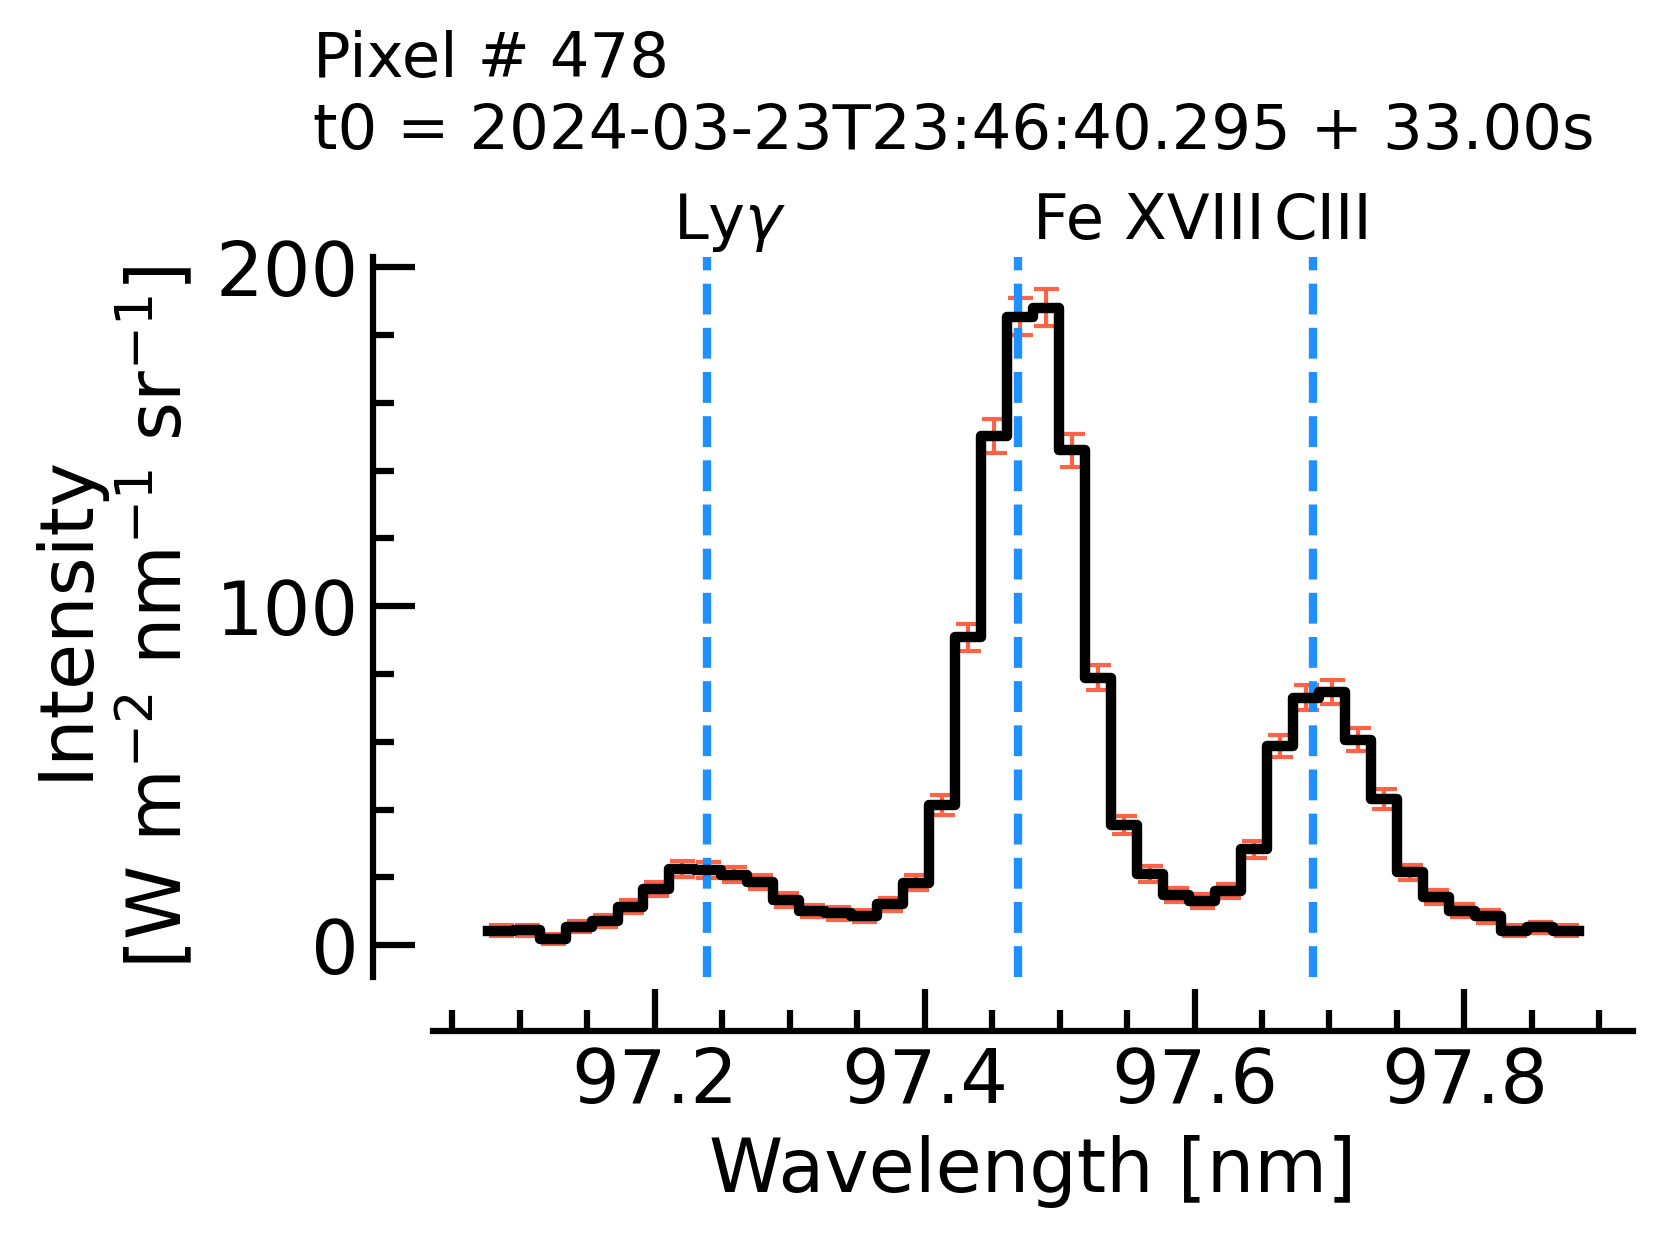 Pixel # 478
t0 = 2024-03-23T23:46:40.295 + 33.00s
Lyγ Fe XVIII CIII
Intensity
[W m⁻² nm⁻¹ sr⁻¹]
200
100
0
97.2 97.4 97.6 97.8
Wavelength [nm]